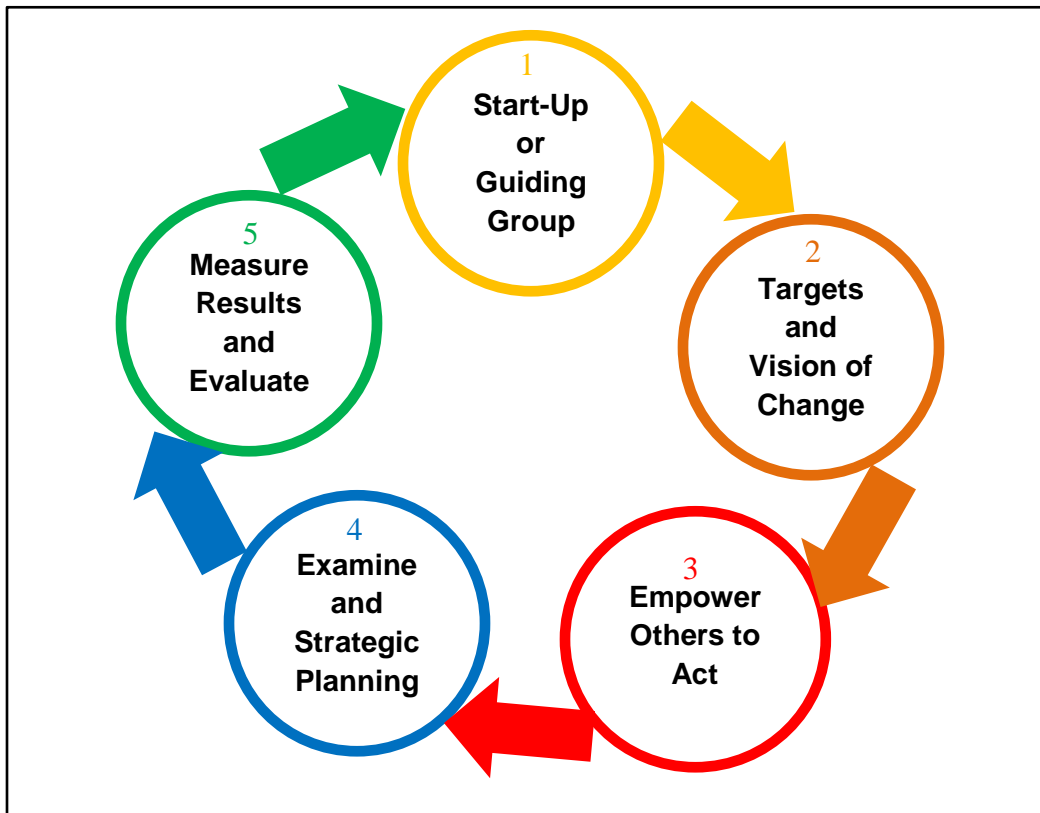 1
Start-Up
or
Guiding
Group
2
Targets
and
Vision of
Change
3
Empower
Others to
Act
4
Examine
and
Strategic
Planning
5
Measure
Results
and
Evaluate